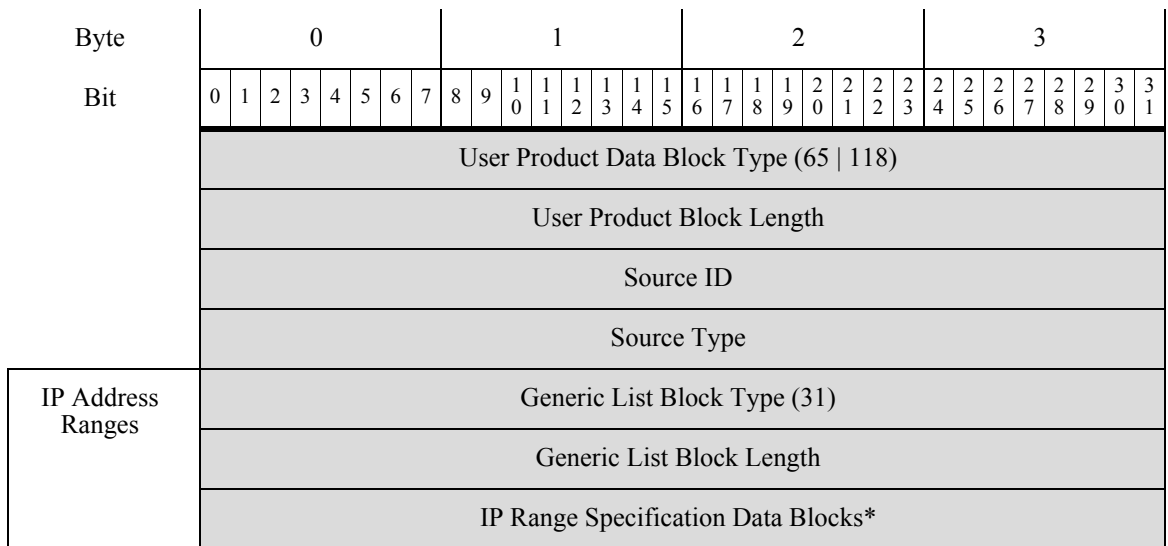 Byte 0 1 2 3
Bit 0 1 2 3 4 5 6 7 8 9 10 11 12 13 14 15 16 17 18 19 20 21 22 23 24 25 26 27 28 29 30 31
User Product Data Block Type (65 | 118)
User Product Block Length
Source ID
Source Type
IP Address
Ranges
Generic List Block Type (31)
Generic List Block Length
IP Range Specification Data Blocks*